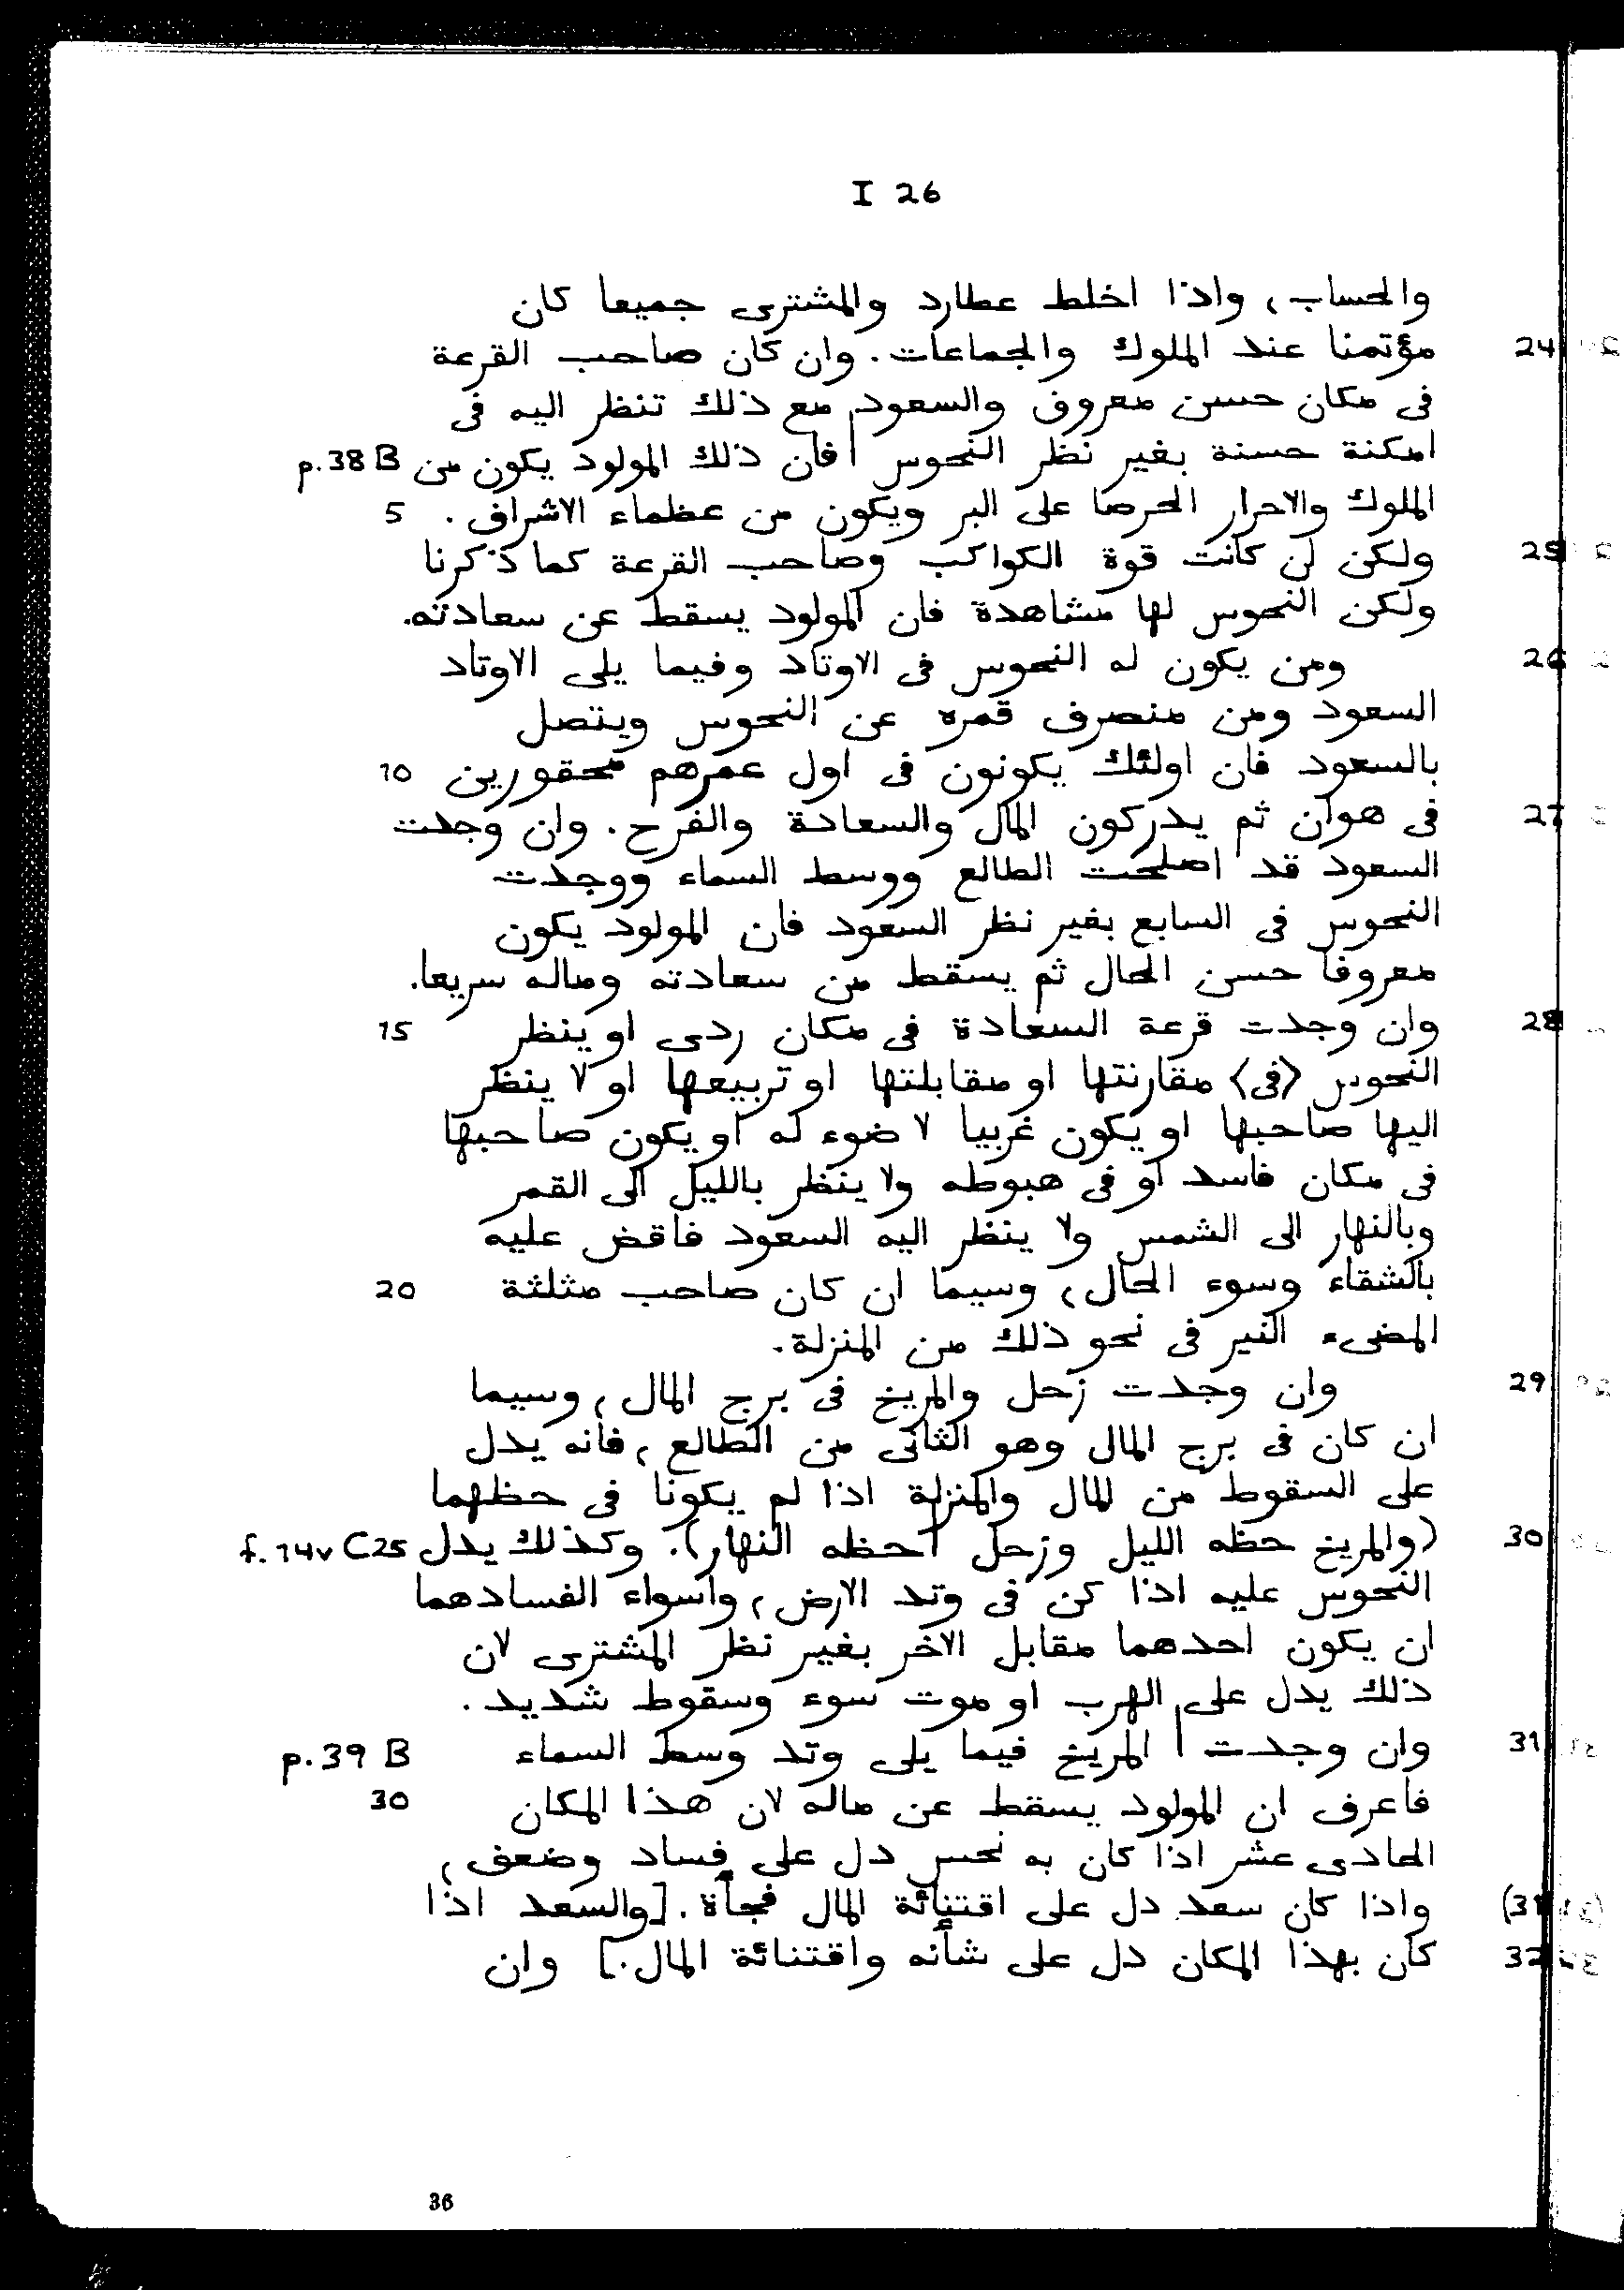 I 26
والحساب، واذا اخلط عطارد والمشترى جميعا كان
24 مؤتمنا عند الملوك والجماعات. وان كان صاحب القرعة
فى مكان حسن معروف والسعود مع ذلك تنظر اليه فى
امكنة حسنة بغير نظر النحوس | فان ذلك المولود يكون من p.38 B
الملوك والاحرار الحرصا على البر ويكون من عظماء الاشراف. 5
25 ولكن لن كانت قوة الكواكب وصاحب القرعة كما ذكرنا
ولكن النحوس لها مشاهدة فان المولود يسقط عن سعادته.
26 ومن يكون له النحوس فى الاوتاد وفيما يلى الاوتاد
السعود ومن منصرف قمره عن النحوس ويتصل
بالسعود فان اولئك يكونون فى اول عمرهم محقورين 10
27 فى هوان ثم يدركون المال والسعادة والفرح. وان وجدت
السعود قد اصلحت الطالع ووسط السماء ووجدت
النحوس فى السابع بغير نظر السعود فان المولود يكون
معروفا حسن الحال ثم يسقط من سعادته وماله سريعا.
28 وان وجدت قرعة السعادة فى مكان ردى او ينظر 15
النحوس <فى> مقارنتها او مقابلتها او تربيعها او لا ينظر
اليها صاحبها او يكون غربيا لا ضوء له او يكون صاحبها
فى مكان فاسد او فى هبوطه ولا ينظر بالليل الى القمر
وبالنهار الى الشمس ولا ينظر اليه السعود فاقض عليه
بالشقاء وسوء الحال، وسيما ان كان صاحب مثلثة 20
المضىء النير فى نحو ذلك من المنزلة.
29 وان وجدت زحل والمريخ فى برج المال، وسيما
ان كان فى برج المال وهو الثانى من الطالع، فانه يدل
على السقوط من المال والمنزلة اذا لم يكونا فى حظهما
30 (والمريخ حظه الليل وزحل | حظه النهار). وكذلك يدل f.14v C 25
النحوس عليه اذا كن فى وتد الارض، واسواء الفسادهما
ان يكون احدهما مقابل الاخر بغير نظر المشترى لان
ذلك يدل على الهرب او موت سوء وسقوط شديد.
31 وان وجدت | المريخ فيما يلى وتد وسط السماء p.39 B
فاعرف ان المولود يسقط عن ماله لان هذا المكان 30
الحادى عشر اذا كان به نحس دل على فساد وضعف،
(31) واذا كان سعد دل على اقتنائة المال فجأة. [والسعد اذا
32 كان بهذا المكان دل على شأنه واقتنائة المال.] وان
36